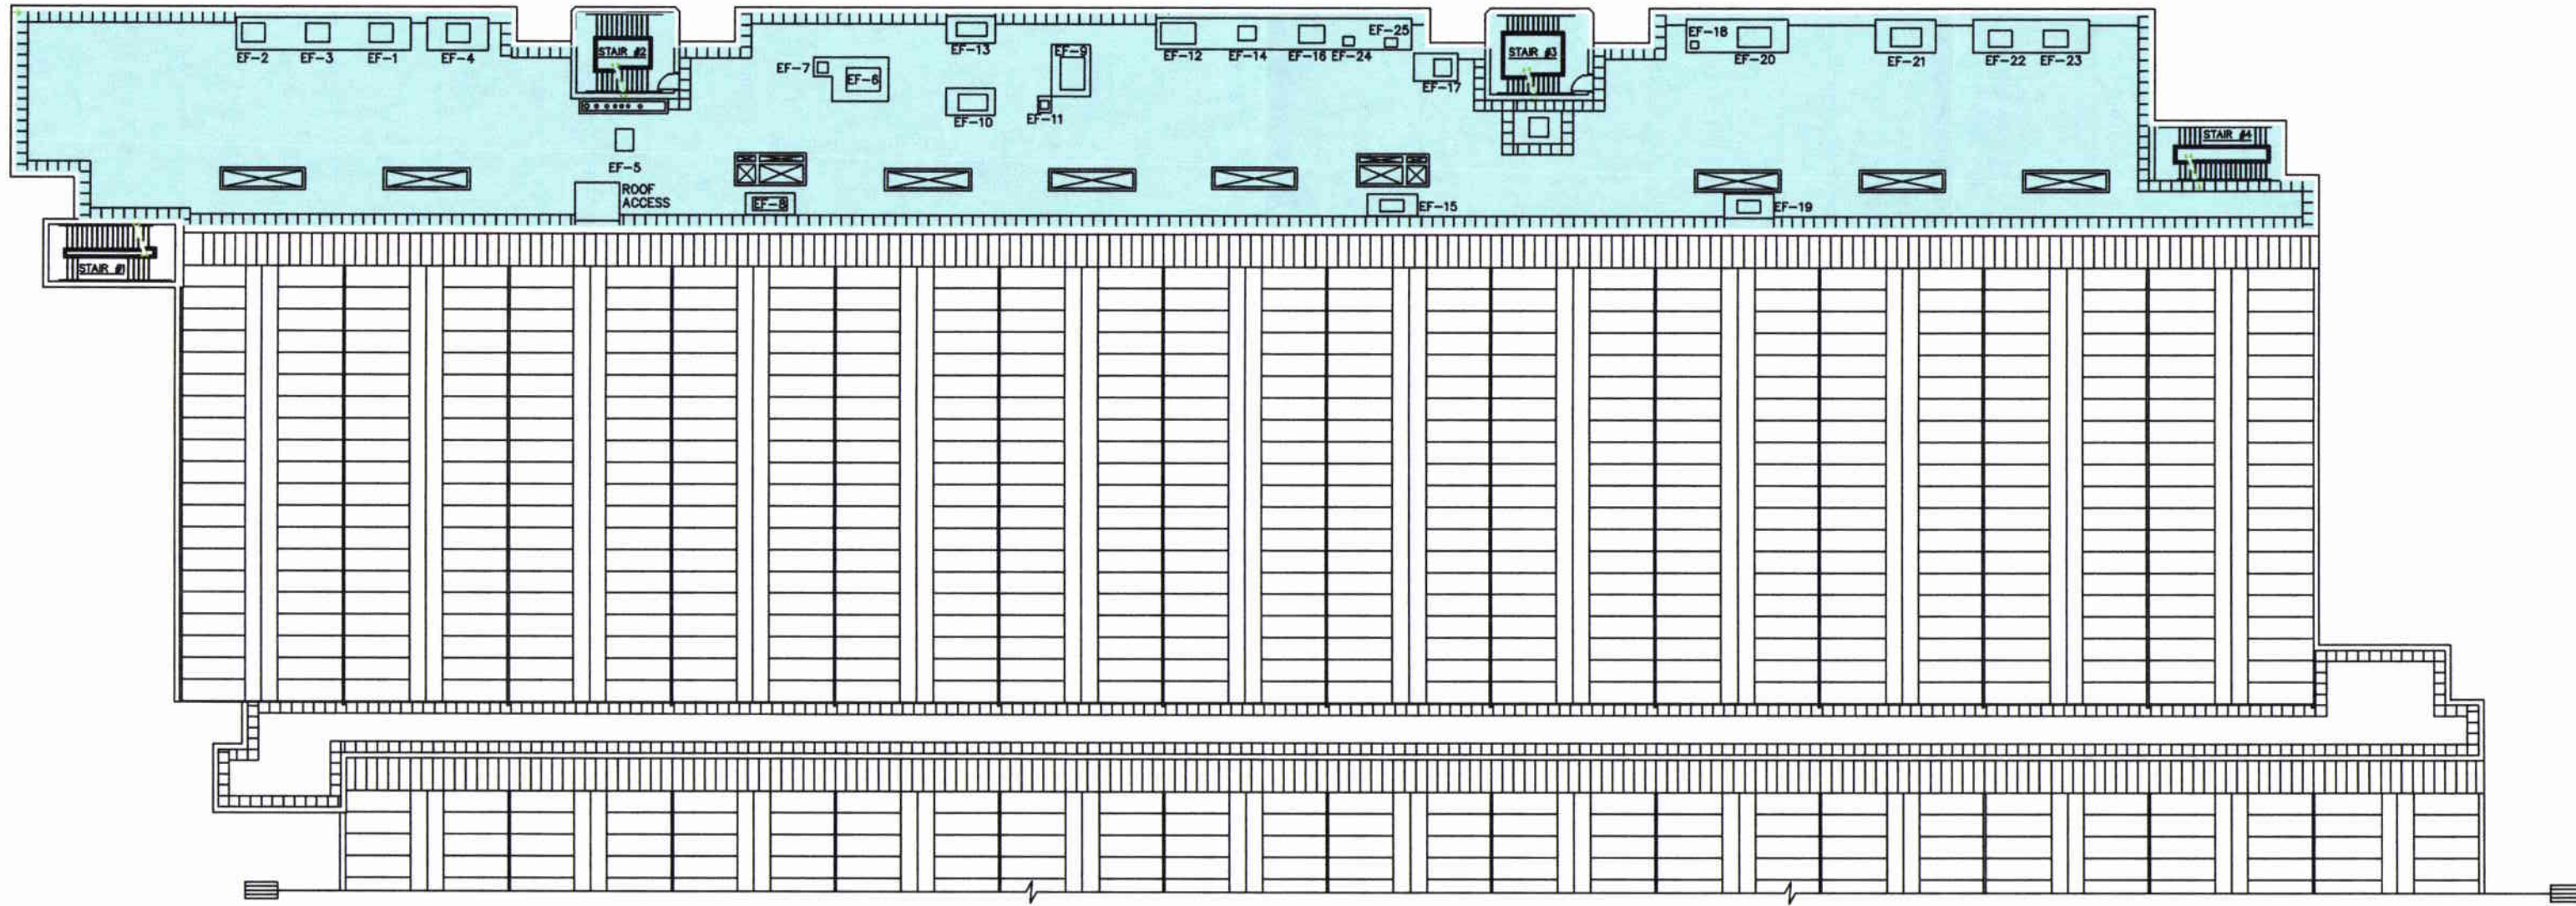 STAIR #2
STAIR #3
EF-2
EF-3
EF-1
EF-4
EF-13
EF-9
EF-12
EF-14
EF-16
EF-24
EF-25
EF-18
EF-20
EF-21
EF-22
EF-23
EF-7
EF-6
EF-17
EF-10
EF-11
STAIR #4
EF-5
ROOF
ACCESS
EF-8
EF-15
EF-19
STAIR #1